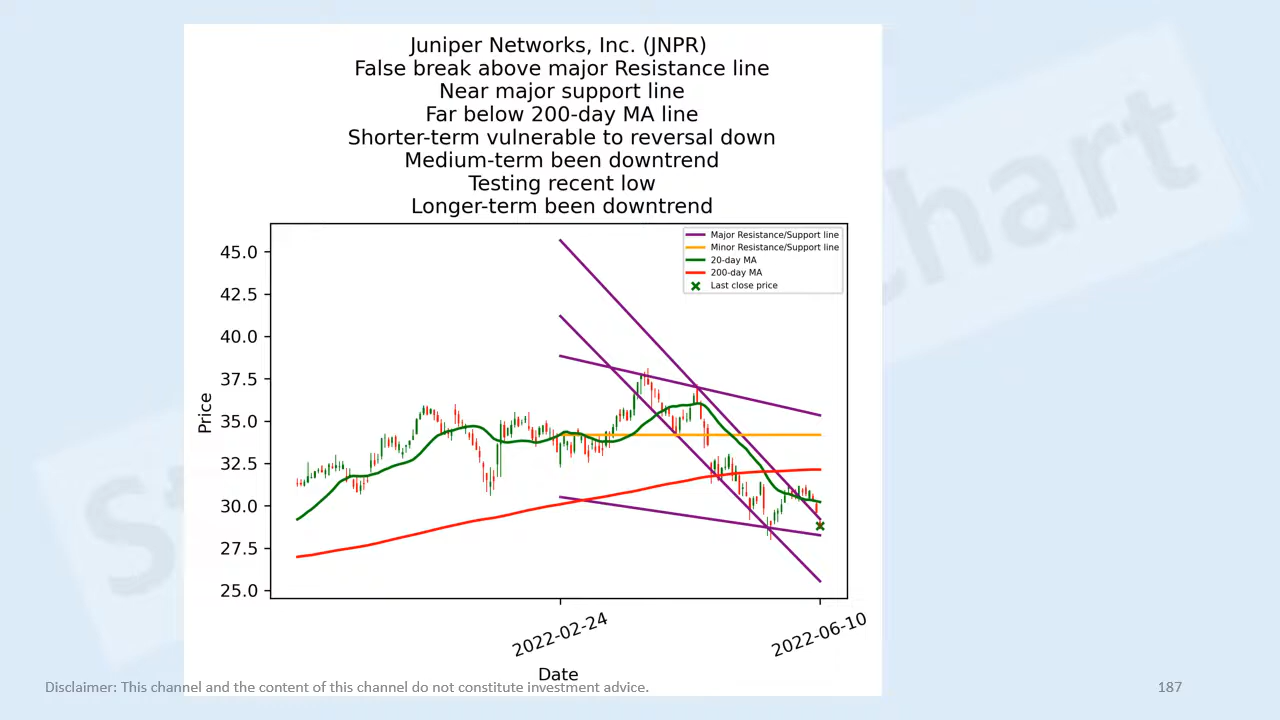 Juniper Networks, Inc. (JNPR)
False break above major Resistance line
Near major support line
Far below 200-day MA line
Shorter-term vulnerable to reversal down
Medium-term been downtrend
Testing recent low
Longer-term been downtrend
Major Resistance/Support line
Minor Resistance/Support line
20-day MA
200-day MA
Last close price
45.0
42.5
40.0
37.5
35.0
32.5
30.0
27.5
25.0
Price
2022-02-24
2022-06-10
Date
Disclaimer: This channel and the content of this channel do not constitute investment advice.
187